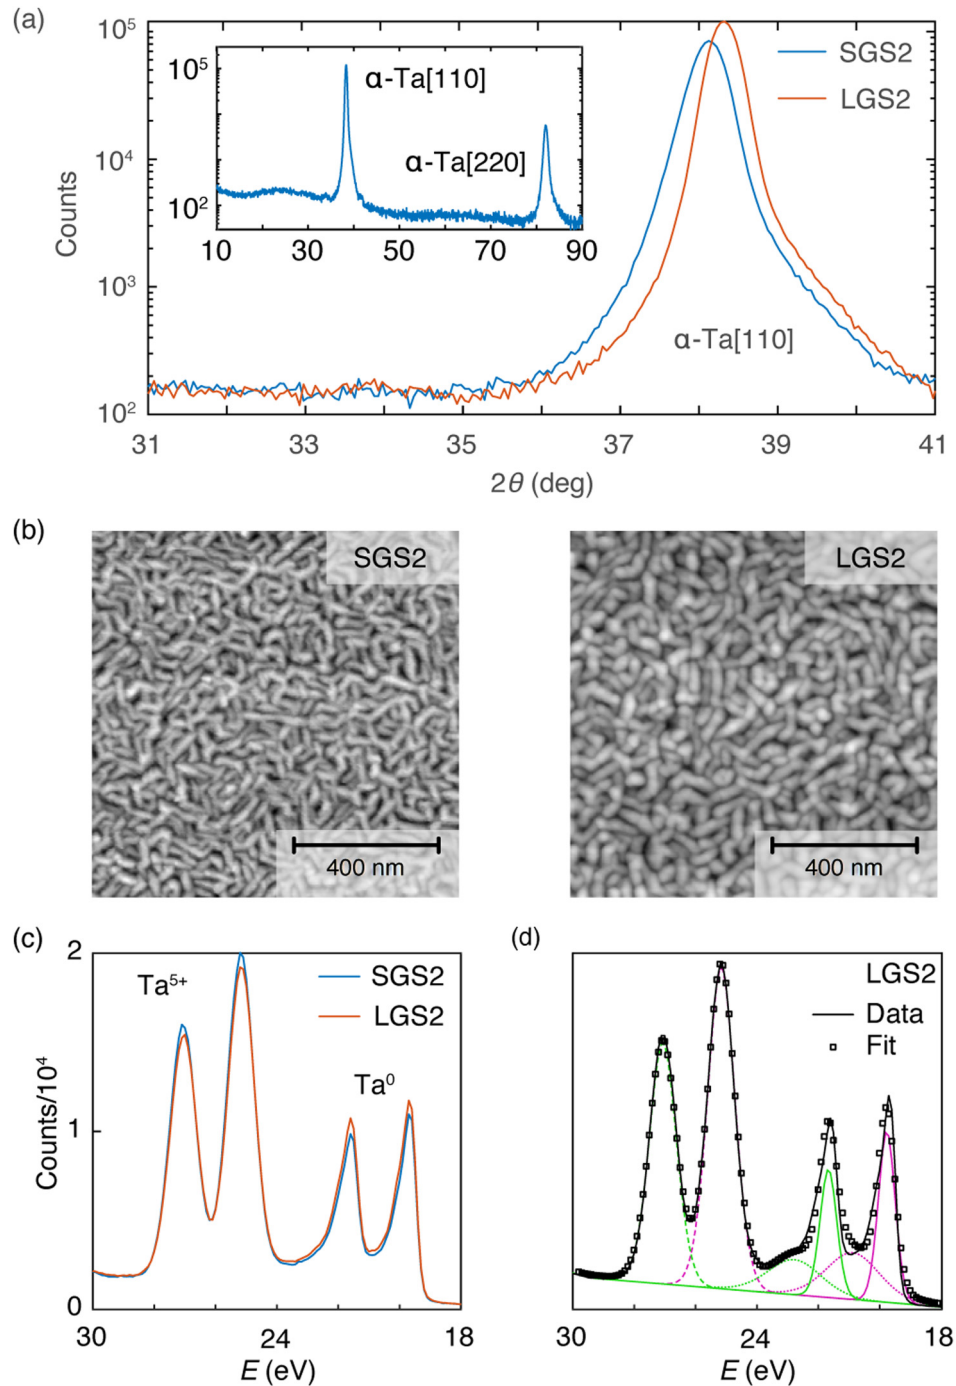 (a)
10⁵
10⁴
10³
10²
Counts
31
33
35
37
39
41
2θ (deg)
SGS2
LGS2
α-Ta[110]
10⁵
10²
10
30
50
70
90
α-Ta[110]
α-Ta[220]
(b)
SGS2
400 nm
LGS2
400 nm
(c)
2
1
0
Counts/10⁴
30
24
18
E (eV)
Ta⁵⁺
Ta⁰
SGS2
LGS2
(d)
LGS2
Data
Fit
30
24
18
E (eV)